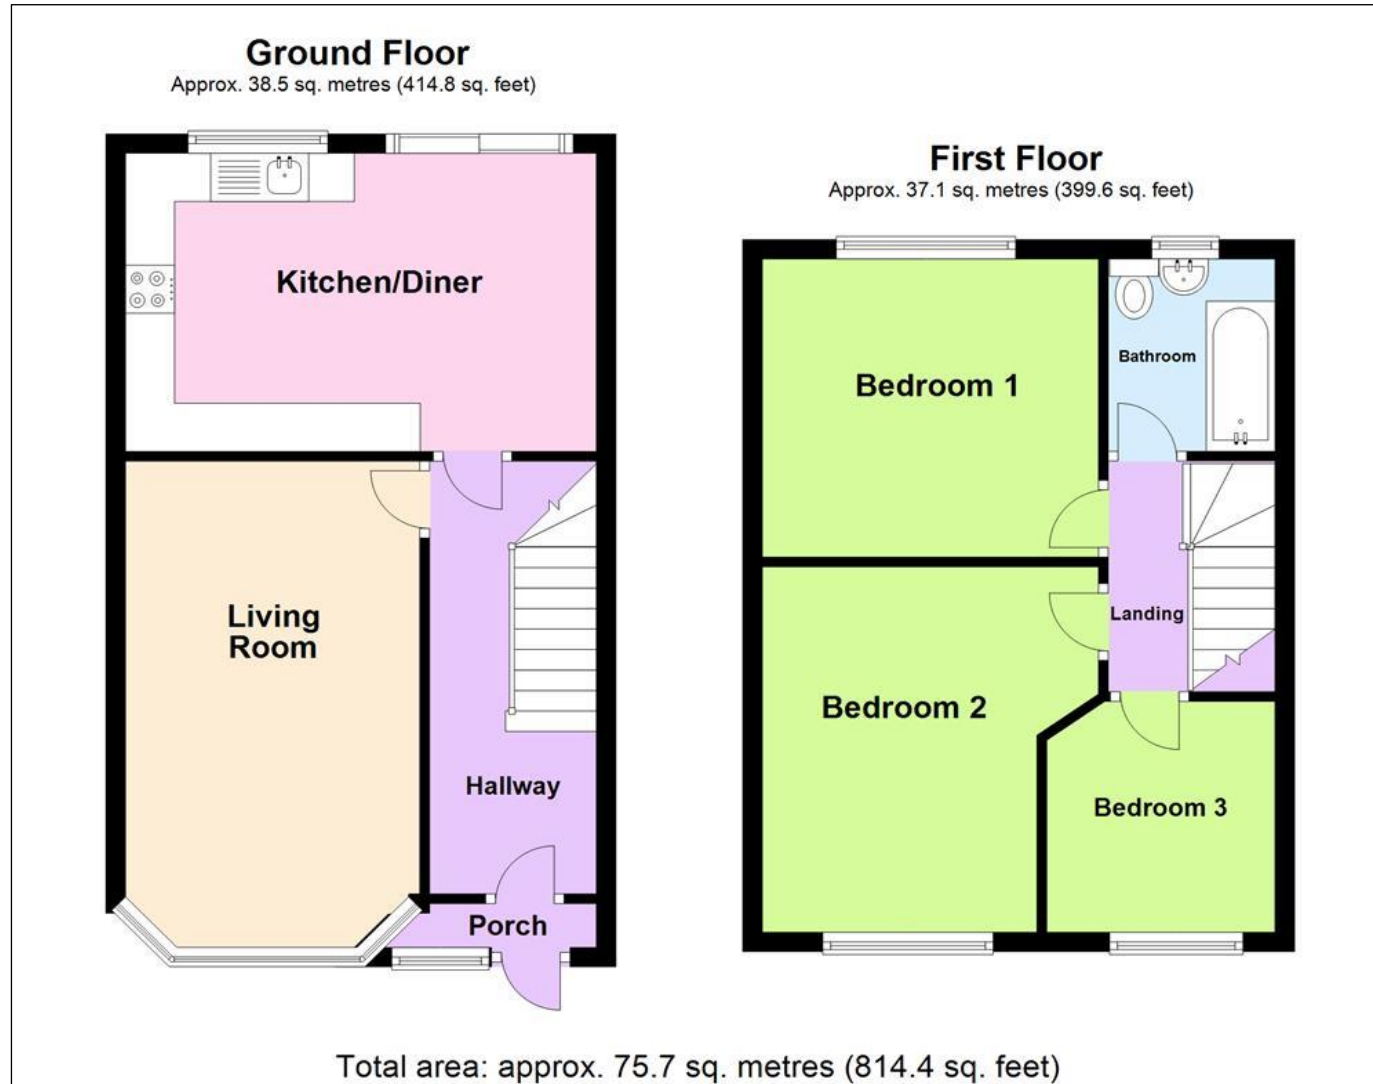 Ground Floor
Approx. 38.5 sq. metres (414.8 sq. feet)
Kitchen/Diner
Living
Room
Hallway
Porch
First Floor
Approx. 37.1 sq. metres (399.6 sq. feet)
Bedroom 1
Bathroom
Landing
Bedroom 2
Bedroom 3
Total area: approx. 75.7 sq. metres (814.4 sq. feet)